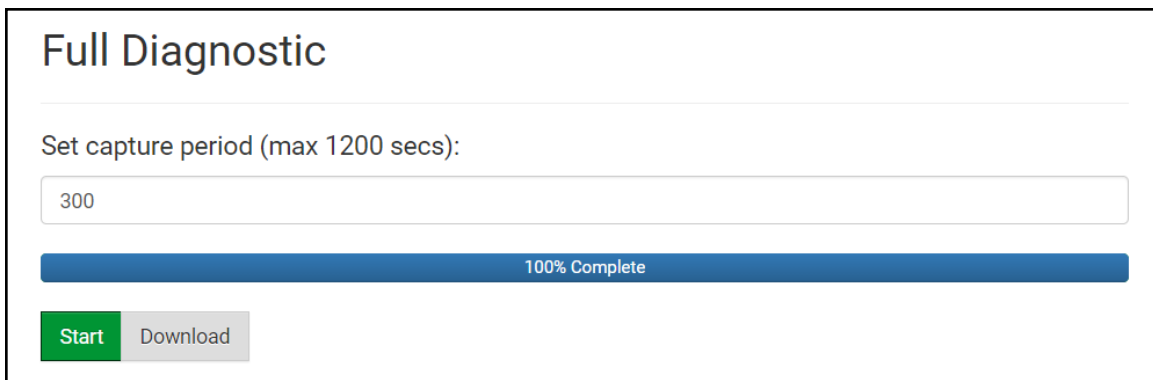 Full Diagnostic
Set capture period (max 1200 secs):
300
100% Complete
Start Download